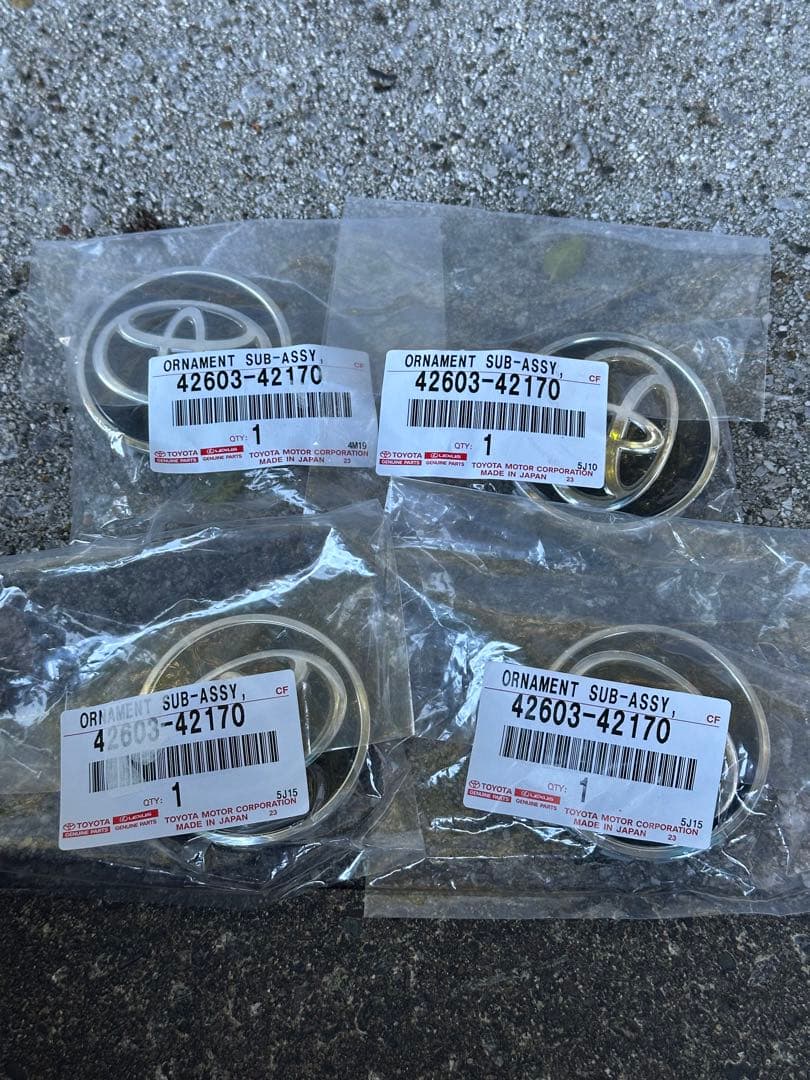 ORNAMENT SUB-ASSY,
CF
42603-42170
QTY: 1
4M19
TOYOTA
GENUINE PARTS
LEXUS
GENUINE PARTS
TOYOTA MOTOR CORPORATION
MADE IN JAPAN 23
ORNAMENT SUB-ASSY,
CF
42603-42170
QTY: 1
5J10
TOYOTA
GENUINE PARTS
LEXUS
GENUINE PARTS
TOYOTA MOTOR CORPORATION
MADE IN JAPAN 23
ORNAMENT SUB-ASSY,
CF
42603-42170
QTY: 1
5J15
TOYOTA
GENUINE PARTS
LEXUS
GENUINE PARTS
TOYOTA MOTOR CORPORATION
MADE IN JAPAN 23
ORNAMENT SUB-ASSY,
CF
42603-42170
QTY: 1
5J15
TOYOTA
GENUINE PARTS
LEXUS
GENUINE PARTS
TOYOTA MOTOR CORPORATION
MADE IN JAPAN 23